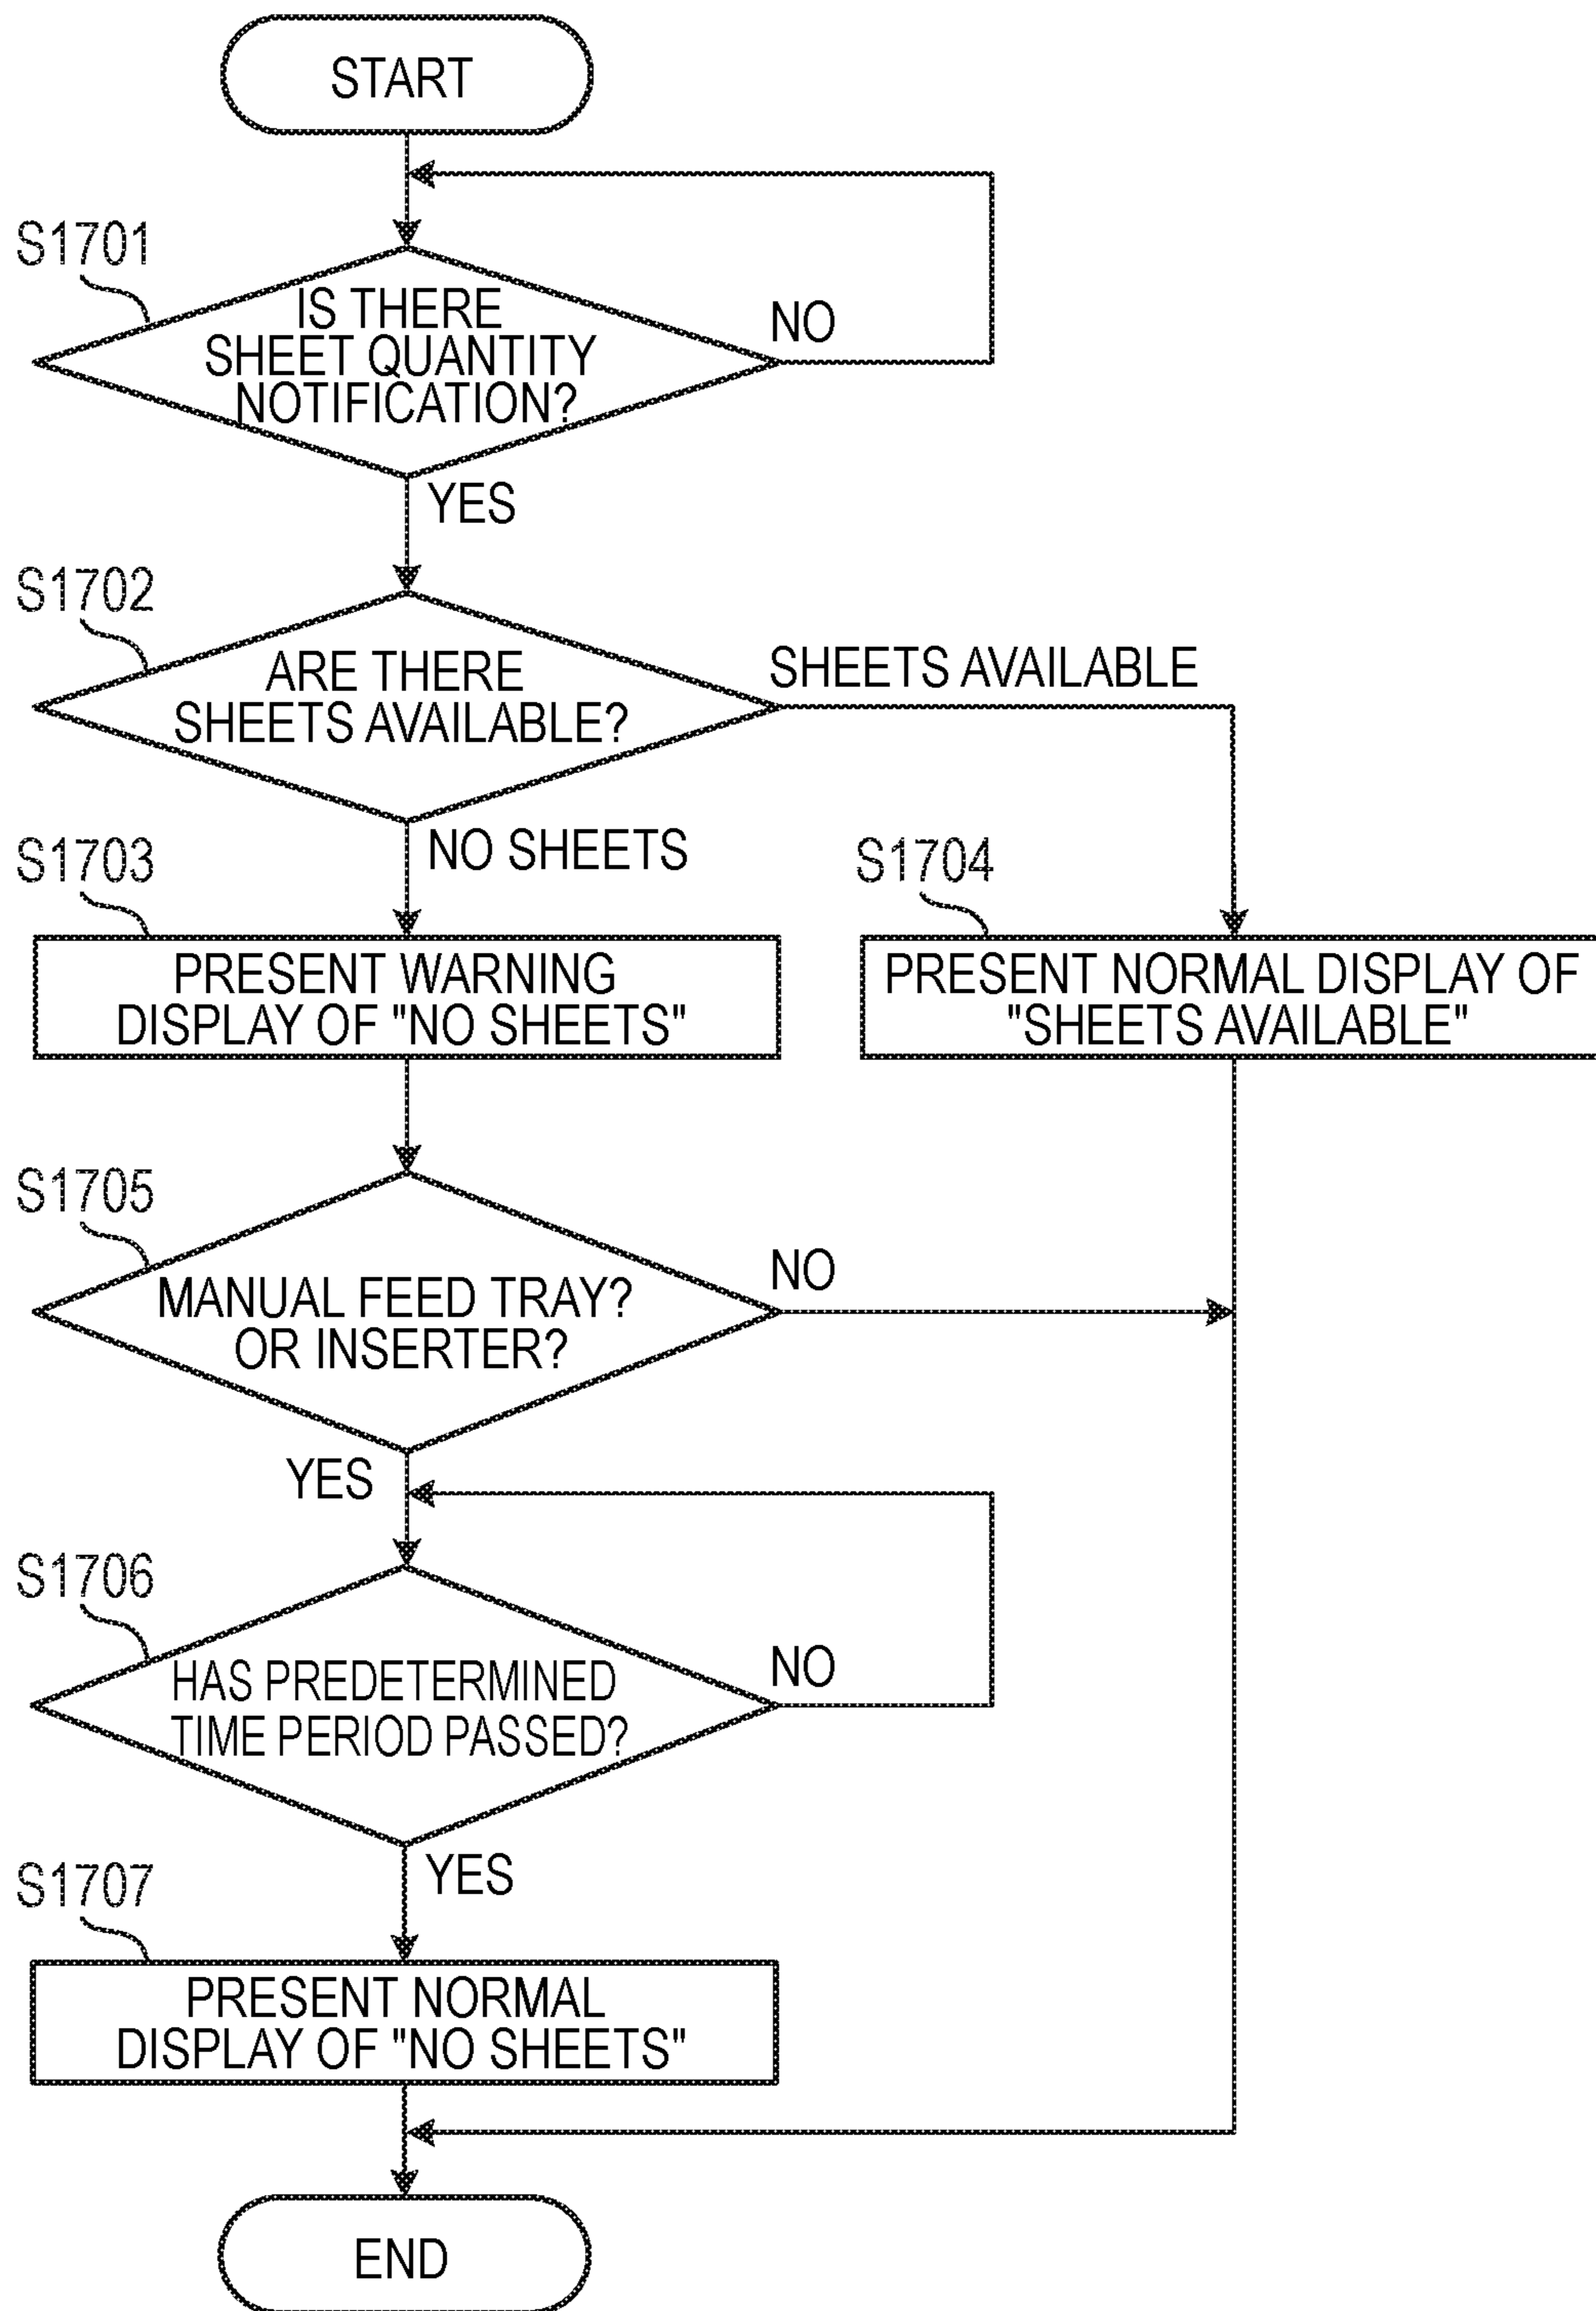 START
S1701
IS THERE
SHEET QUANTITY
NOTIFICATION?
NO
YES
S1702
ARE THERE
SHEETS AVAILABLE?
SHEETS AVAILABLE
NO SHEETS
S1703
PRESENT WARNING
DISPLAY OF "NO SHEETS"
S1704
PRESENT NORMAL DISPLAY OF
"SHEETS AVAILABLE"
S1705
MANUAL FEED TRAY?
OR INSERTER?
NO
YES
S1706
HAS PREDETERMINED
TIME PERIOD PASSED?
NO
YES
S1707
PRESENT NORMAL
DISPLAY OF "NO SHEETS"
END